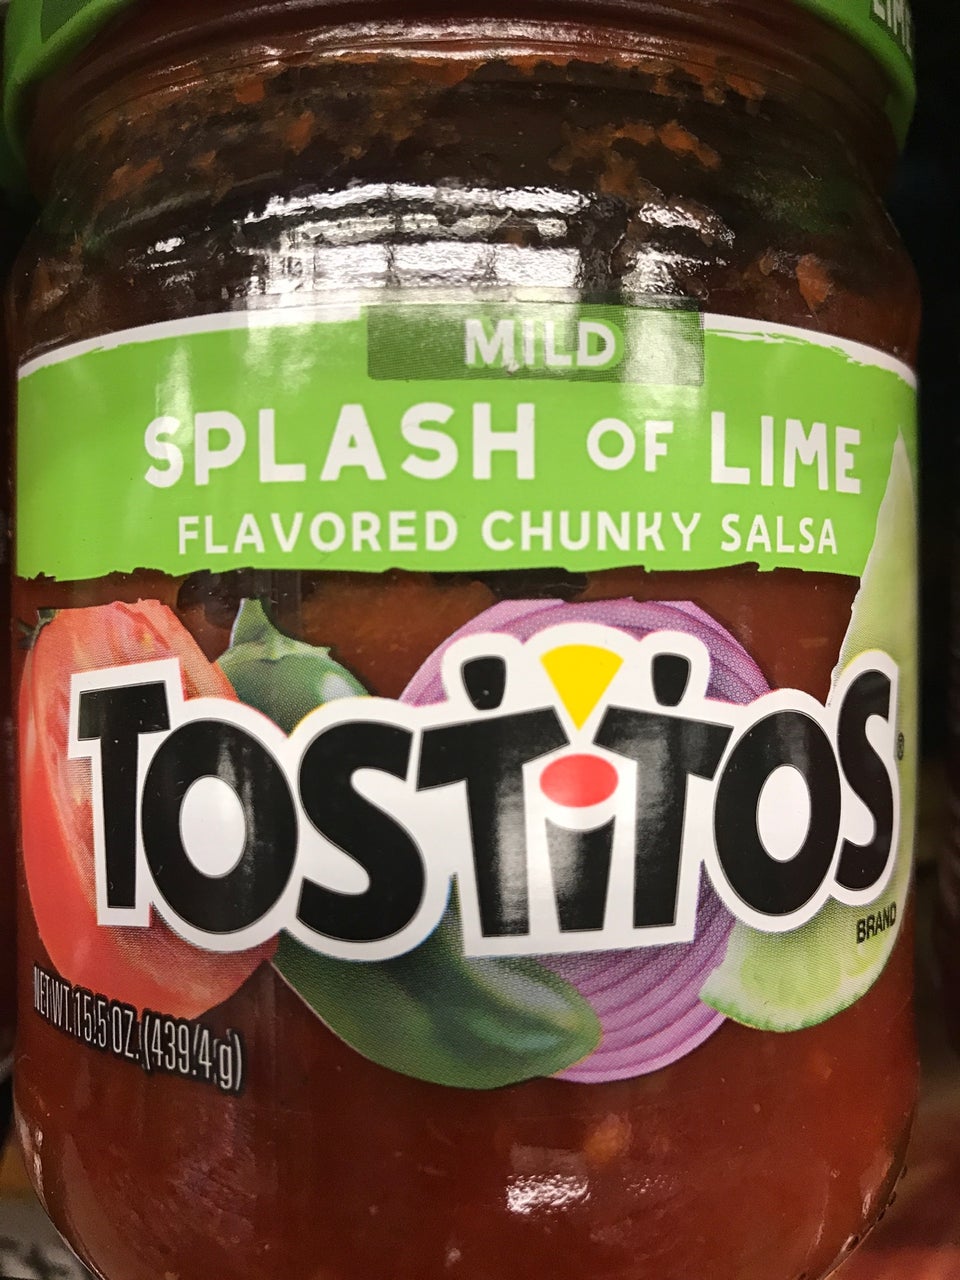 MILD
SPLASH OF LIME
FLAVORED CHUNKY SALSA
TOSTITOS®
BRAND
NET WT. 15.5 OZ. (439.4 g)